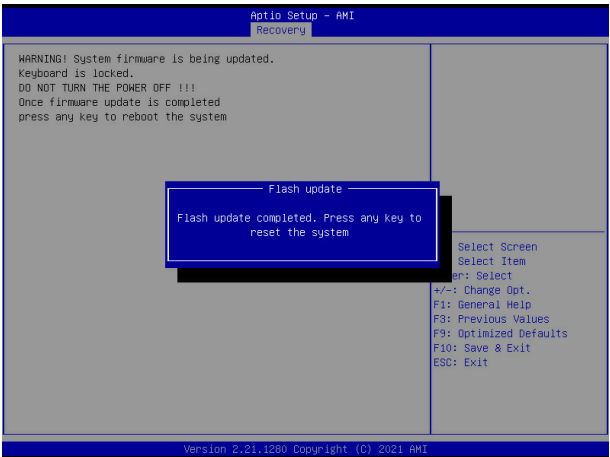 Aptio Setup - AMI
Recovery
WARNING! System firmware is being updated.
Keyboard is locked.
DO NOT TURN THE POWER OFF !!!
Once firmware update is completed
press any key to reboot the system
Flash update
Flash update completed. Press any key to
reset the system
Select Screen
Select Item
er: Select
+/-: Change Opt.
F1: General Help
F3: Previous Values
F9: Optimized Defaults
F10: Save & Exit
ESC: Exit
Version 2.21.1280 Copyright (C) 2021 AMI